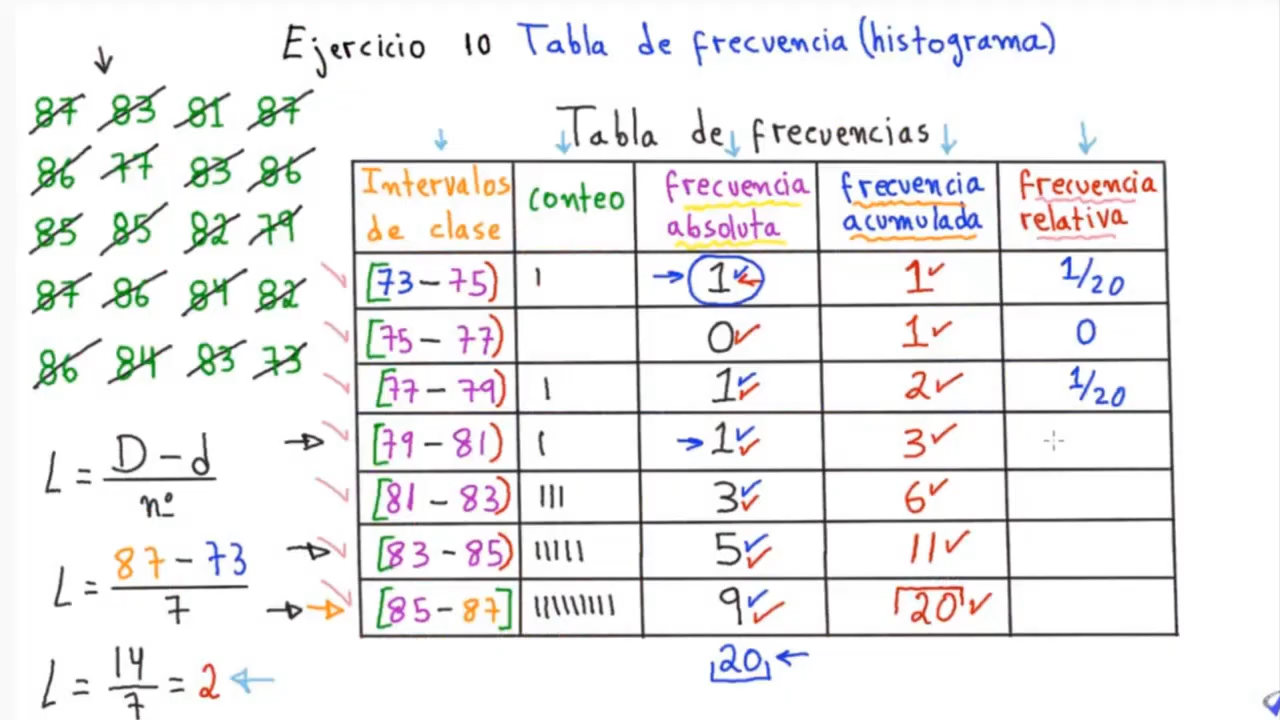 Ejercicio 10 Tabla de frecuencia (histograma)
87 83 81 87
86 77 83 86
85 85 82 79
87 86 84 82
86 84 83 73
L = D - d / nº
L = 87 - 73 / 7
L = 14/7 = 2
Tabla de frecuencias
Intervalos de clase conteo frecuencia absoluta frecuencia acumulada frecuencia relativa
[73 - 75) I 1 1 1/20
[75 - 77) 0 1 0
[77 - 79) I 1 2 1/20
[79 - 81) I 1 3
[81 - 83) III 3 6
[83 - 85) IIIII 5 11
[85 - 87] IIIIIIIII 9 20
20